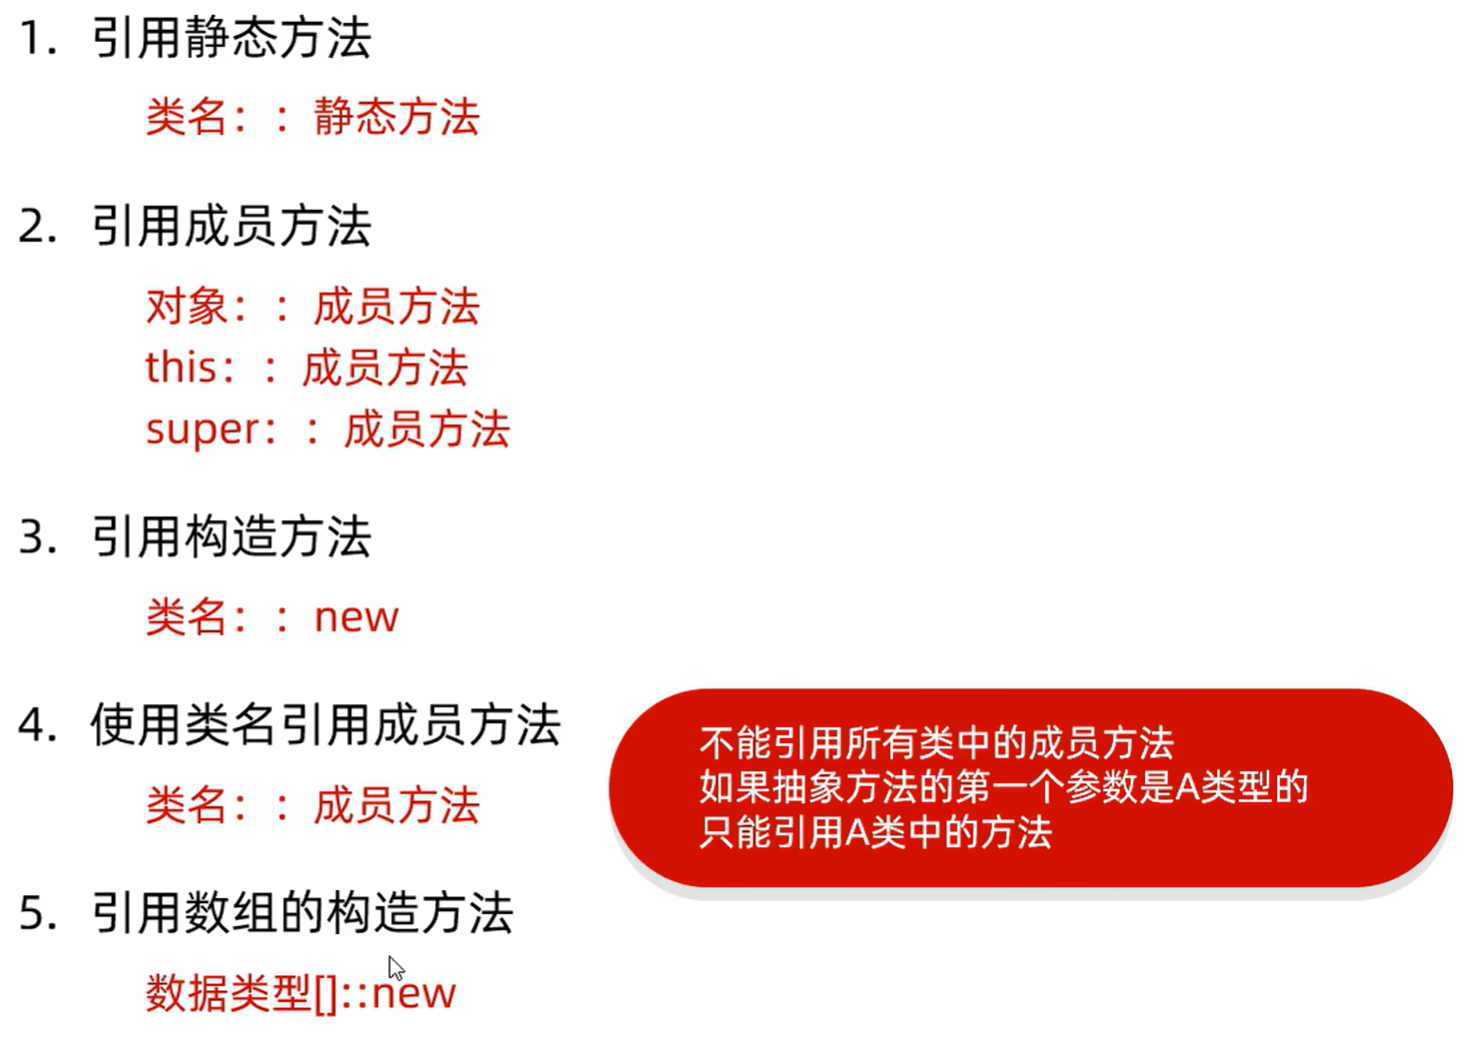 1. 引用静态方法
类名：：静态方法
2. 引用成员方法
对象：：成员方法
this：：成员方法
super：：成员方法
3. 引用构造方法
类名：：new
4. 使用类名引用成员方法
类名：：成员方法
不能引用所有类中的成员方法
如果抽象方法的第一个参数是A类型的
只能引用A类中的方法
5. 引用数组的构造方法
数据类型[]::new